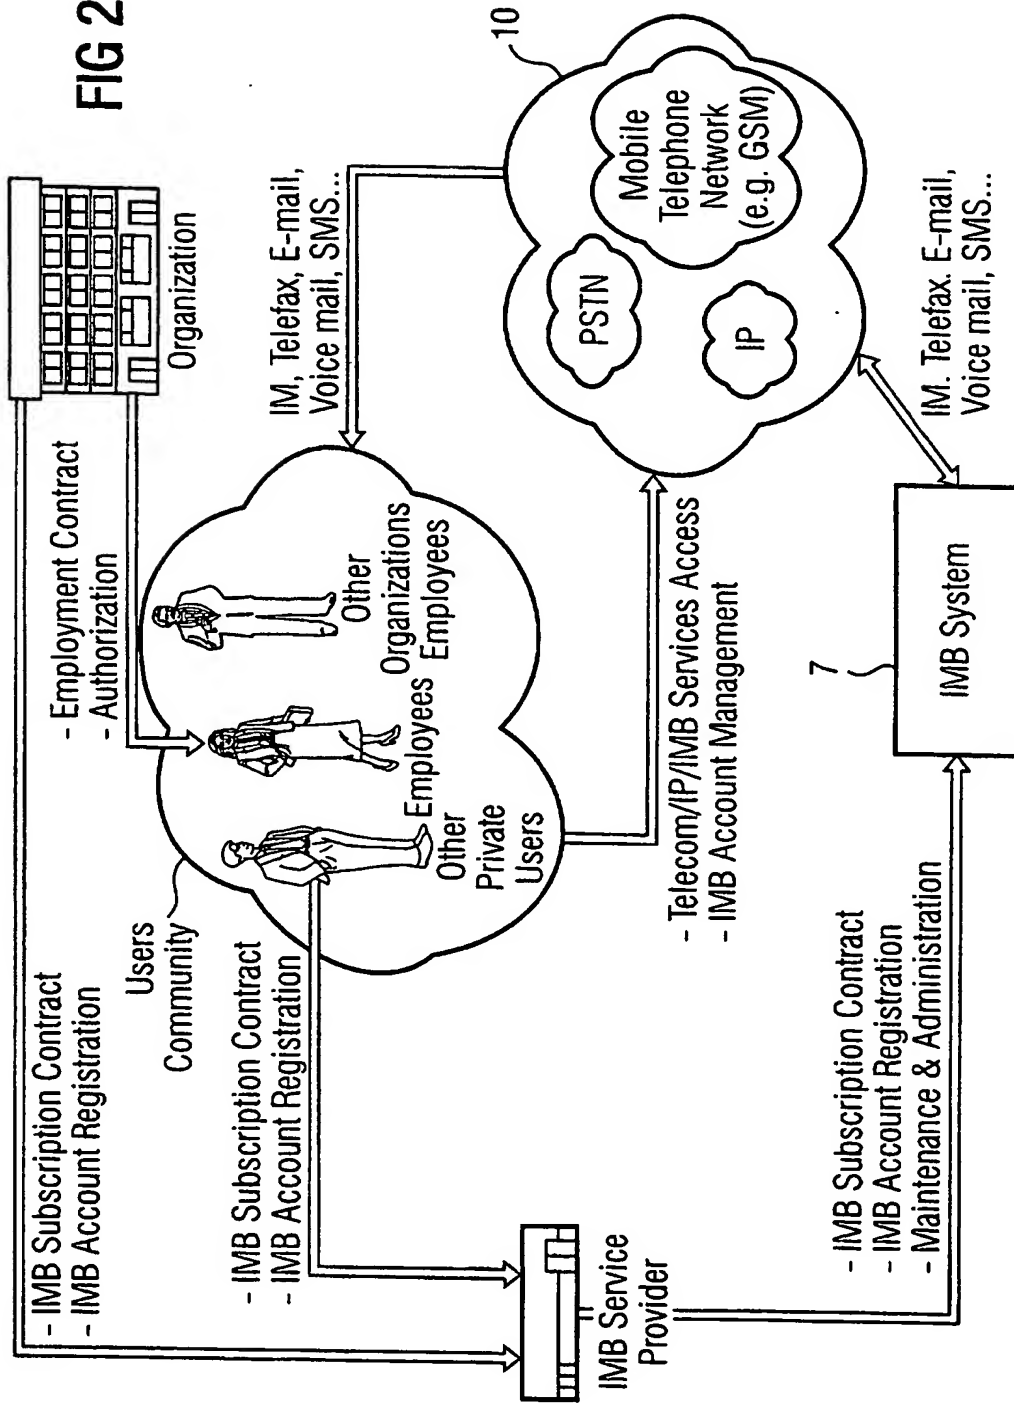 FIG 2
Organization
- IMB Subscription Contract
- IMB Account Registration
- Employment Contract
- Authorization
Users
Community
- IMB Subscription Contract
- IMB Account Registration
Other
Private
Users
Employees
Other
Organizations
Employees
IM, Telefax, E-mail,
Voice mail, SMS...
10
PSTN
Mobile
Telephone
Network
(e.g. GSM)
IP
- Telecom/IP/IMB Services Access
- IMB Account Management
IMB Service
Provider
- IMB Subscription Contract
- IMB Account Registration
- Maintenance & Administration
7
IMB System
IM. Telefax. E-mail,
Voice mail, SMS...